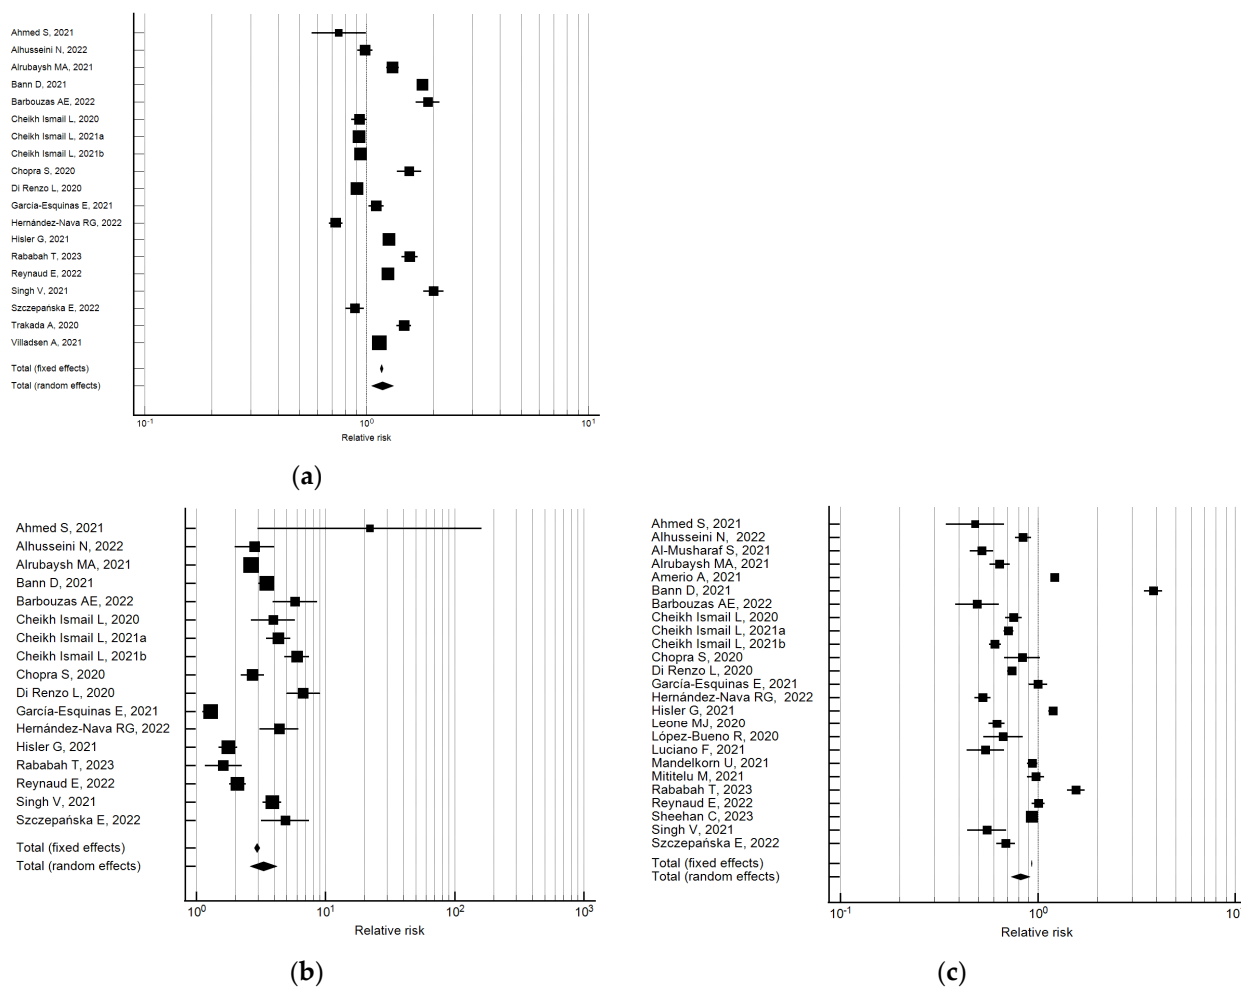 Ahmed S, 2021
Alhusseini N, 2022
Alrubaysh MA, 2021
Bann D, 2021
Barbouzas AE, 2022
Cheikh Ismail L, 2020
Cheikh Ismail L, 2021a
Cheikh Ismail L, 2021b
Chopra S, 2020
Di Renzo L, 2020
García-Esquinas E, 2021
Hernández-Nava RG, 2022
Hisler G, 2021
Rababah T, 2023
Reynaud E, 2022
Singh V, 2021
Szczepańska E, 2022
Trakada A, 2020
Villadsen A, 2021
Total (fixed effects)
Total (random effects)
10-1 100 101
Relative risk
(a)
Ahmed S, 2021
Alhusseini N, 2022
Alrubaysh MA, 2021
Bann D, 2021
Barbouzas AE, 2022
Cheikh Ismail L, 2020
Cheikh Ismail L, 2021a
Cheikh Ismail L, 2021b
Chopra S, 2020
Di Renzo L, 2020
García-Esquinas E, 2021
Hernández-Nava RG, 2022
Hisler G, 2021
Rababah T, 2023
Reynaud E, 2022
Singh V, 2021
Szczepańska E, 2022
Total (fixed effects)
Total (random effects)
100 101 102 103
Relative risk
(b)
Ahmed S, 2021
Alhusseini N, 2022
Al-Musharaf S, 2021
Alrubaysh MA, 2021
Amerio A, 2021
Bann D, 2021
Barbouzas AE, 2022
Cheikh Ismail L, 2020
Cheikh Ismail L, 2021a
Cheikh Ismail L, 2021b
Chopra S, 2020
Di Renzo L, 2020
García-Esquinas E, 2021
Hernández-Nava RG, 2022
Hisler G, 2021
Leone MJ, 2020
López-Bueno R, 2020
Luciano F, 2021
Mandelkorn U, 2021
Mititelu M, 2021
Rababah T, 2023
Reynaud E, 2022
Sheehan C, 2023
Singh V, 2021
Szczepańska E, 2022
Total (fixed effects)
Total (random effects)
10-1 100 10
Relative risk
(c)